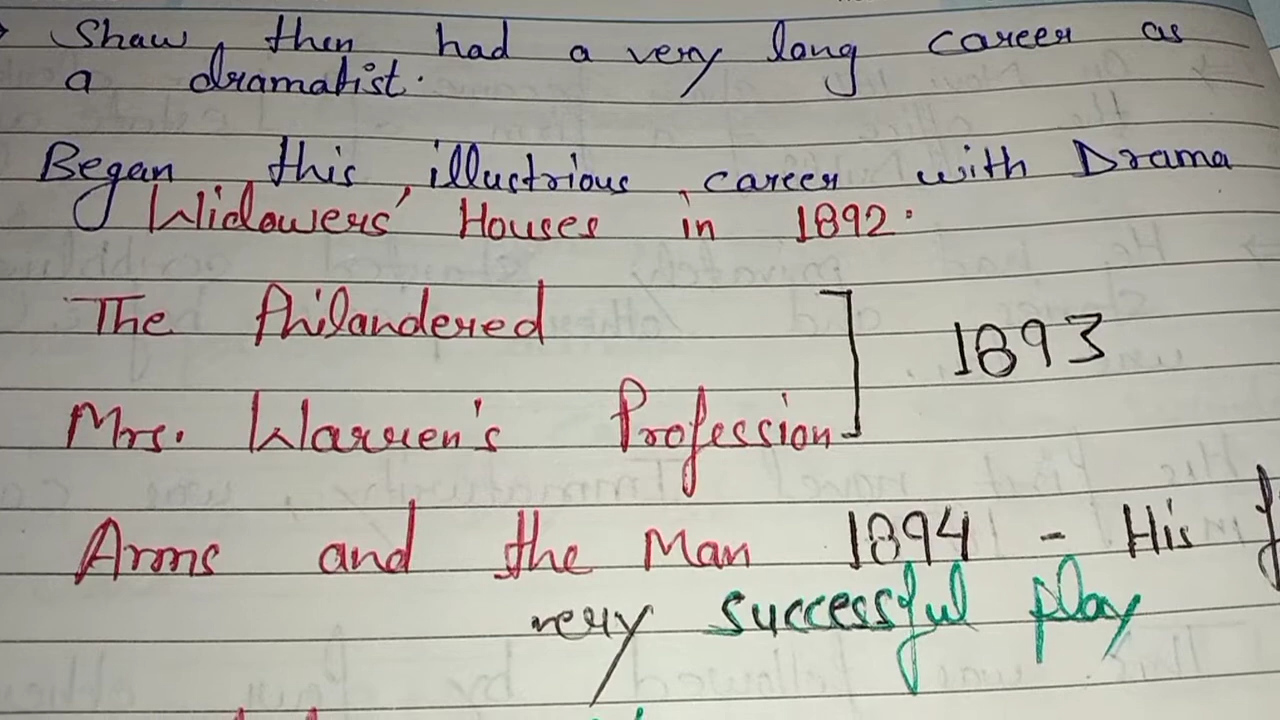 Shaw, then had a very long career as
a dramatist.
Began this illustrious career with Drama
Widowers' Houses in 1892.
The Philandered
Mrs. Warren's Profession
1893
Arms and the Man 1894 - His
very successful play